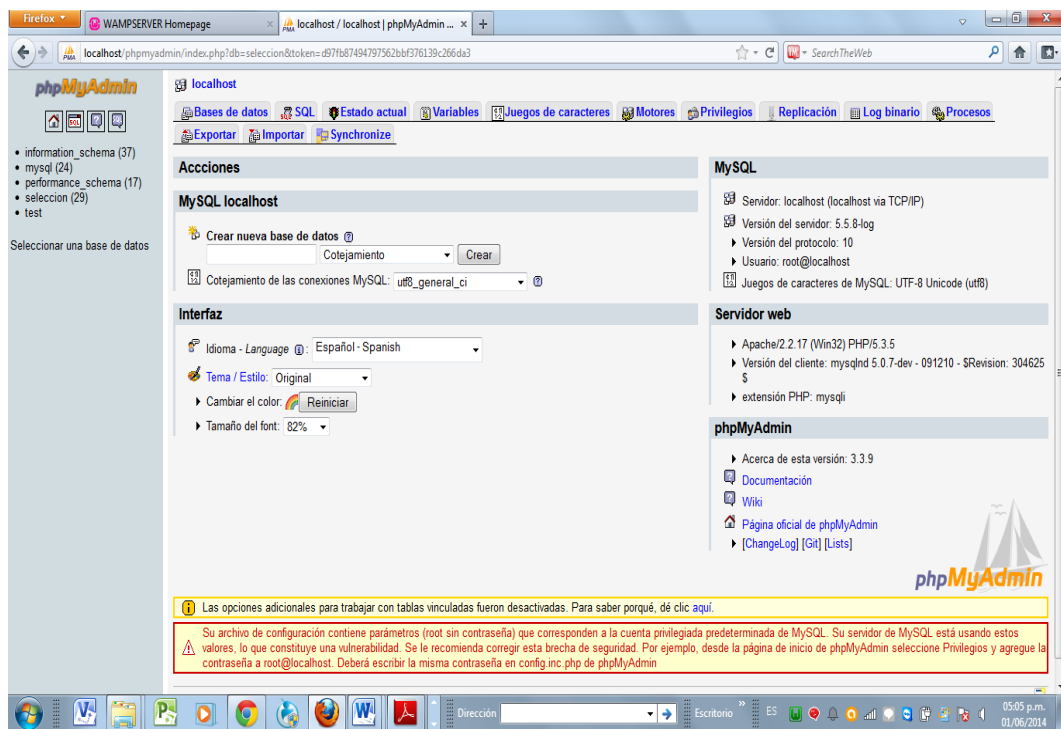 Firefox
WAMPSERVER Homepage
localhost / localhost | phpMyAdmin ...
localhost/phpmyadmin/index.php?db=seleccion&token=d97fb87494797562bbf376139c266da3
SearchTheWeb
phpMyAdmin
information_schema (37)
mysql (24)
performance_schema (17)
seleccion (29)
test
Seleccionar una base de datos
localhost
Bases de datos SQL Estado actual Variables Juegos de caracteres Motores Privilegios Replicación Log binario Procesos
Exportar Importar Synchronize
Accciones
MySQL localhost
Crear nueva base de datos
Cotejamiento Crear
Cotejamiento de las conexiones MySQL: utf8_general_ci
Interfaz
Idioma - Language : Español - Spanish
Tema / Estilo: Original
Cambiar el color: Reiniciar
Tamaño del font: 82%
MySQL
Servidor: localhost (localhost via TCP/IP)
Versión del servidor: 5.5.8-log
Versión del protocolo: 10
Usuario: root@localhost
Juegos de caracteres de MySQL: UTF-8 Unicode (utf8)
Servidor web
Apache/2.2.17 (Win32) PHP/5.3.5
Versión del cliente: mysqlnd 5.0.7-dev - 091210 - $Revision: 304625
$
extensión PHP: mysqli
phpMyAdmin
Acerca de esta versión: 3.3.9
Documentación
Wiki
Página oficial de phpMyAdmin
[ChangeLog] [Git] [Lists]
phpMyAdmin
Las opciones adicionales para trabajar con tablas vinculadas fueron desactivadas. Para saber porqué, dé clic aquí.
Su archivo de configuración contiene parámetros (root sin contraseña) que corresponden a la cuenta privilegiada predeterminada de MySQL. Su servidor de MySQL está usando estos
valores, lo que constituye una vulnerabilidad. Se le recomienda corregir esta brecha de seguridad. Por ejemplo, desde la página de inicio de phpMyAdmin seleccione Privilegios y agregue la
contraseña a root@localhost. Deberá escribir la misma contraseña en config.inc.php de phpMyAdmin
Dirección
Escritorio
ES
05:05 p.m.
01/06/2014